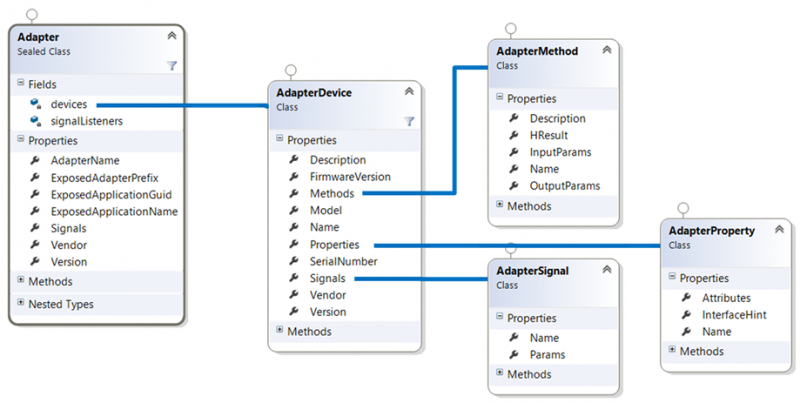 Adapter
Sealed Class
Fields
devices
signalListeners
Properties
AdapterName
ExposedAdapterPrefix
ExposedApplicationGuid
ExposedApplicationName
Signals
Vendor
Version
Methods
Nested Types
AdapterDevice
Class
Properties
Description
FirmwareVersion
Methods
Model
Name
Properties
SerialNumber
Signals
Vendor
Version
Methods
AdapterMethod
Class
Properties
Description
HResult
InputParams
Name
OutputParams
Methods
AdapterSignal
Class
Properties
Name
Params
Methods
AdapterProperty
Class
Properties
Attributes
InterfaceHint
Name
Methods